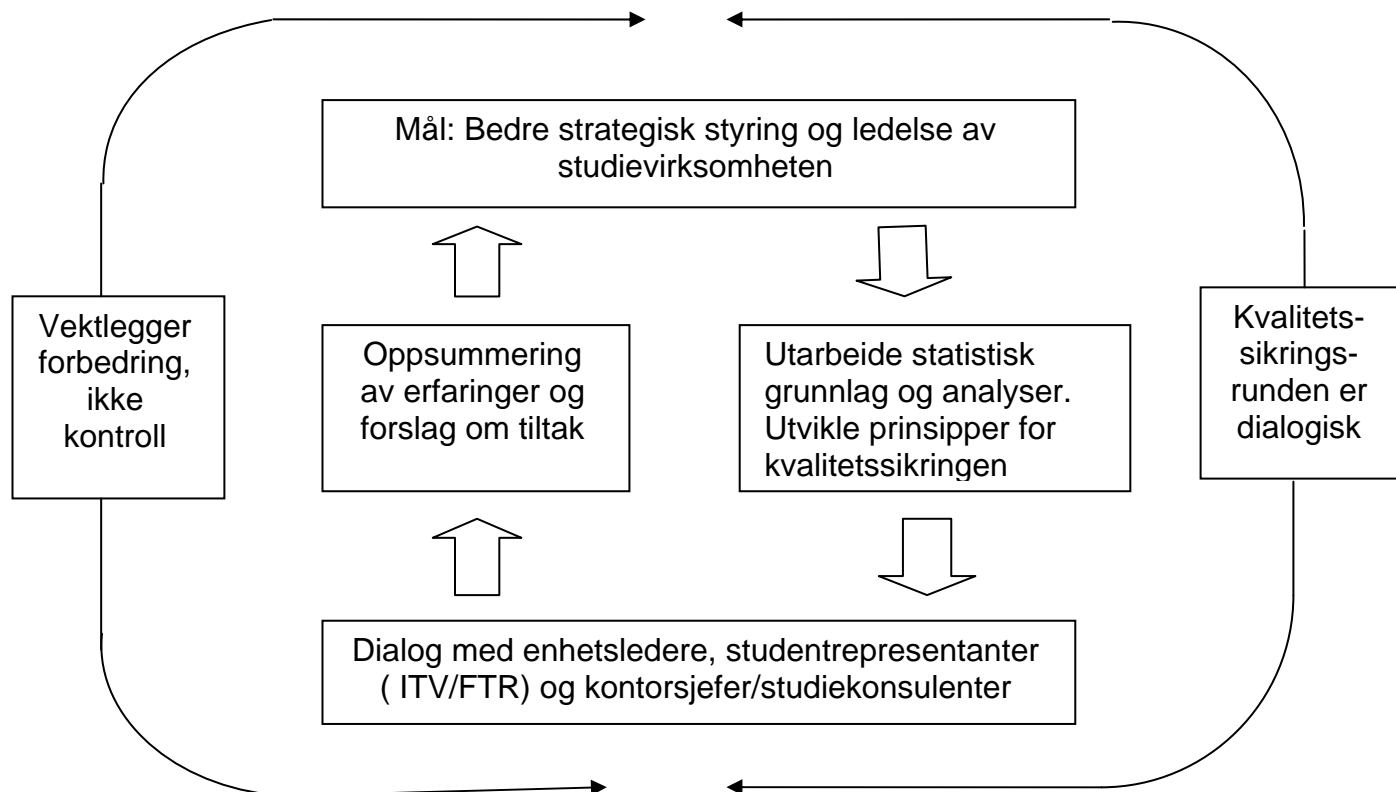 Mål: Bedre strategisk styring og ledelse av
studievirksomheten
Vektlegger
forbedring,
ikke
kontroll
Oppsummering
av erfaringer og
forslag om tiltak
Utarbeide statistisk
grunnlag og analyser.
Utvikle prinsipper for
kvalitetssikringen
Kvalitets-
sikrings-
runden er
dialogisk
Dialog med enhetsledere, studentrepresentanter
( ITV/FTR) og kontorsjefer/studiekonsulenter